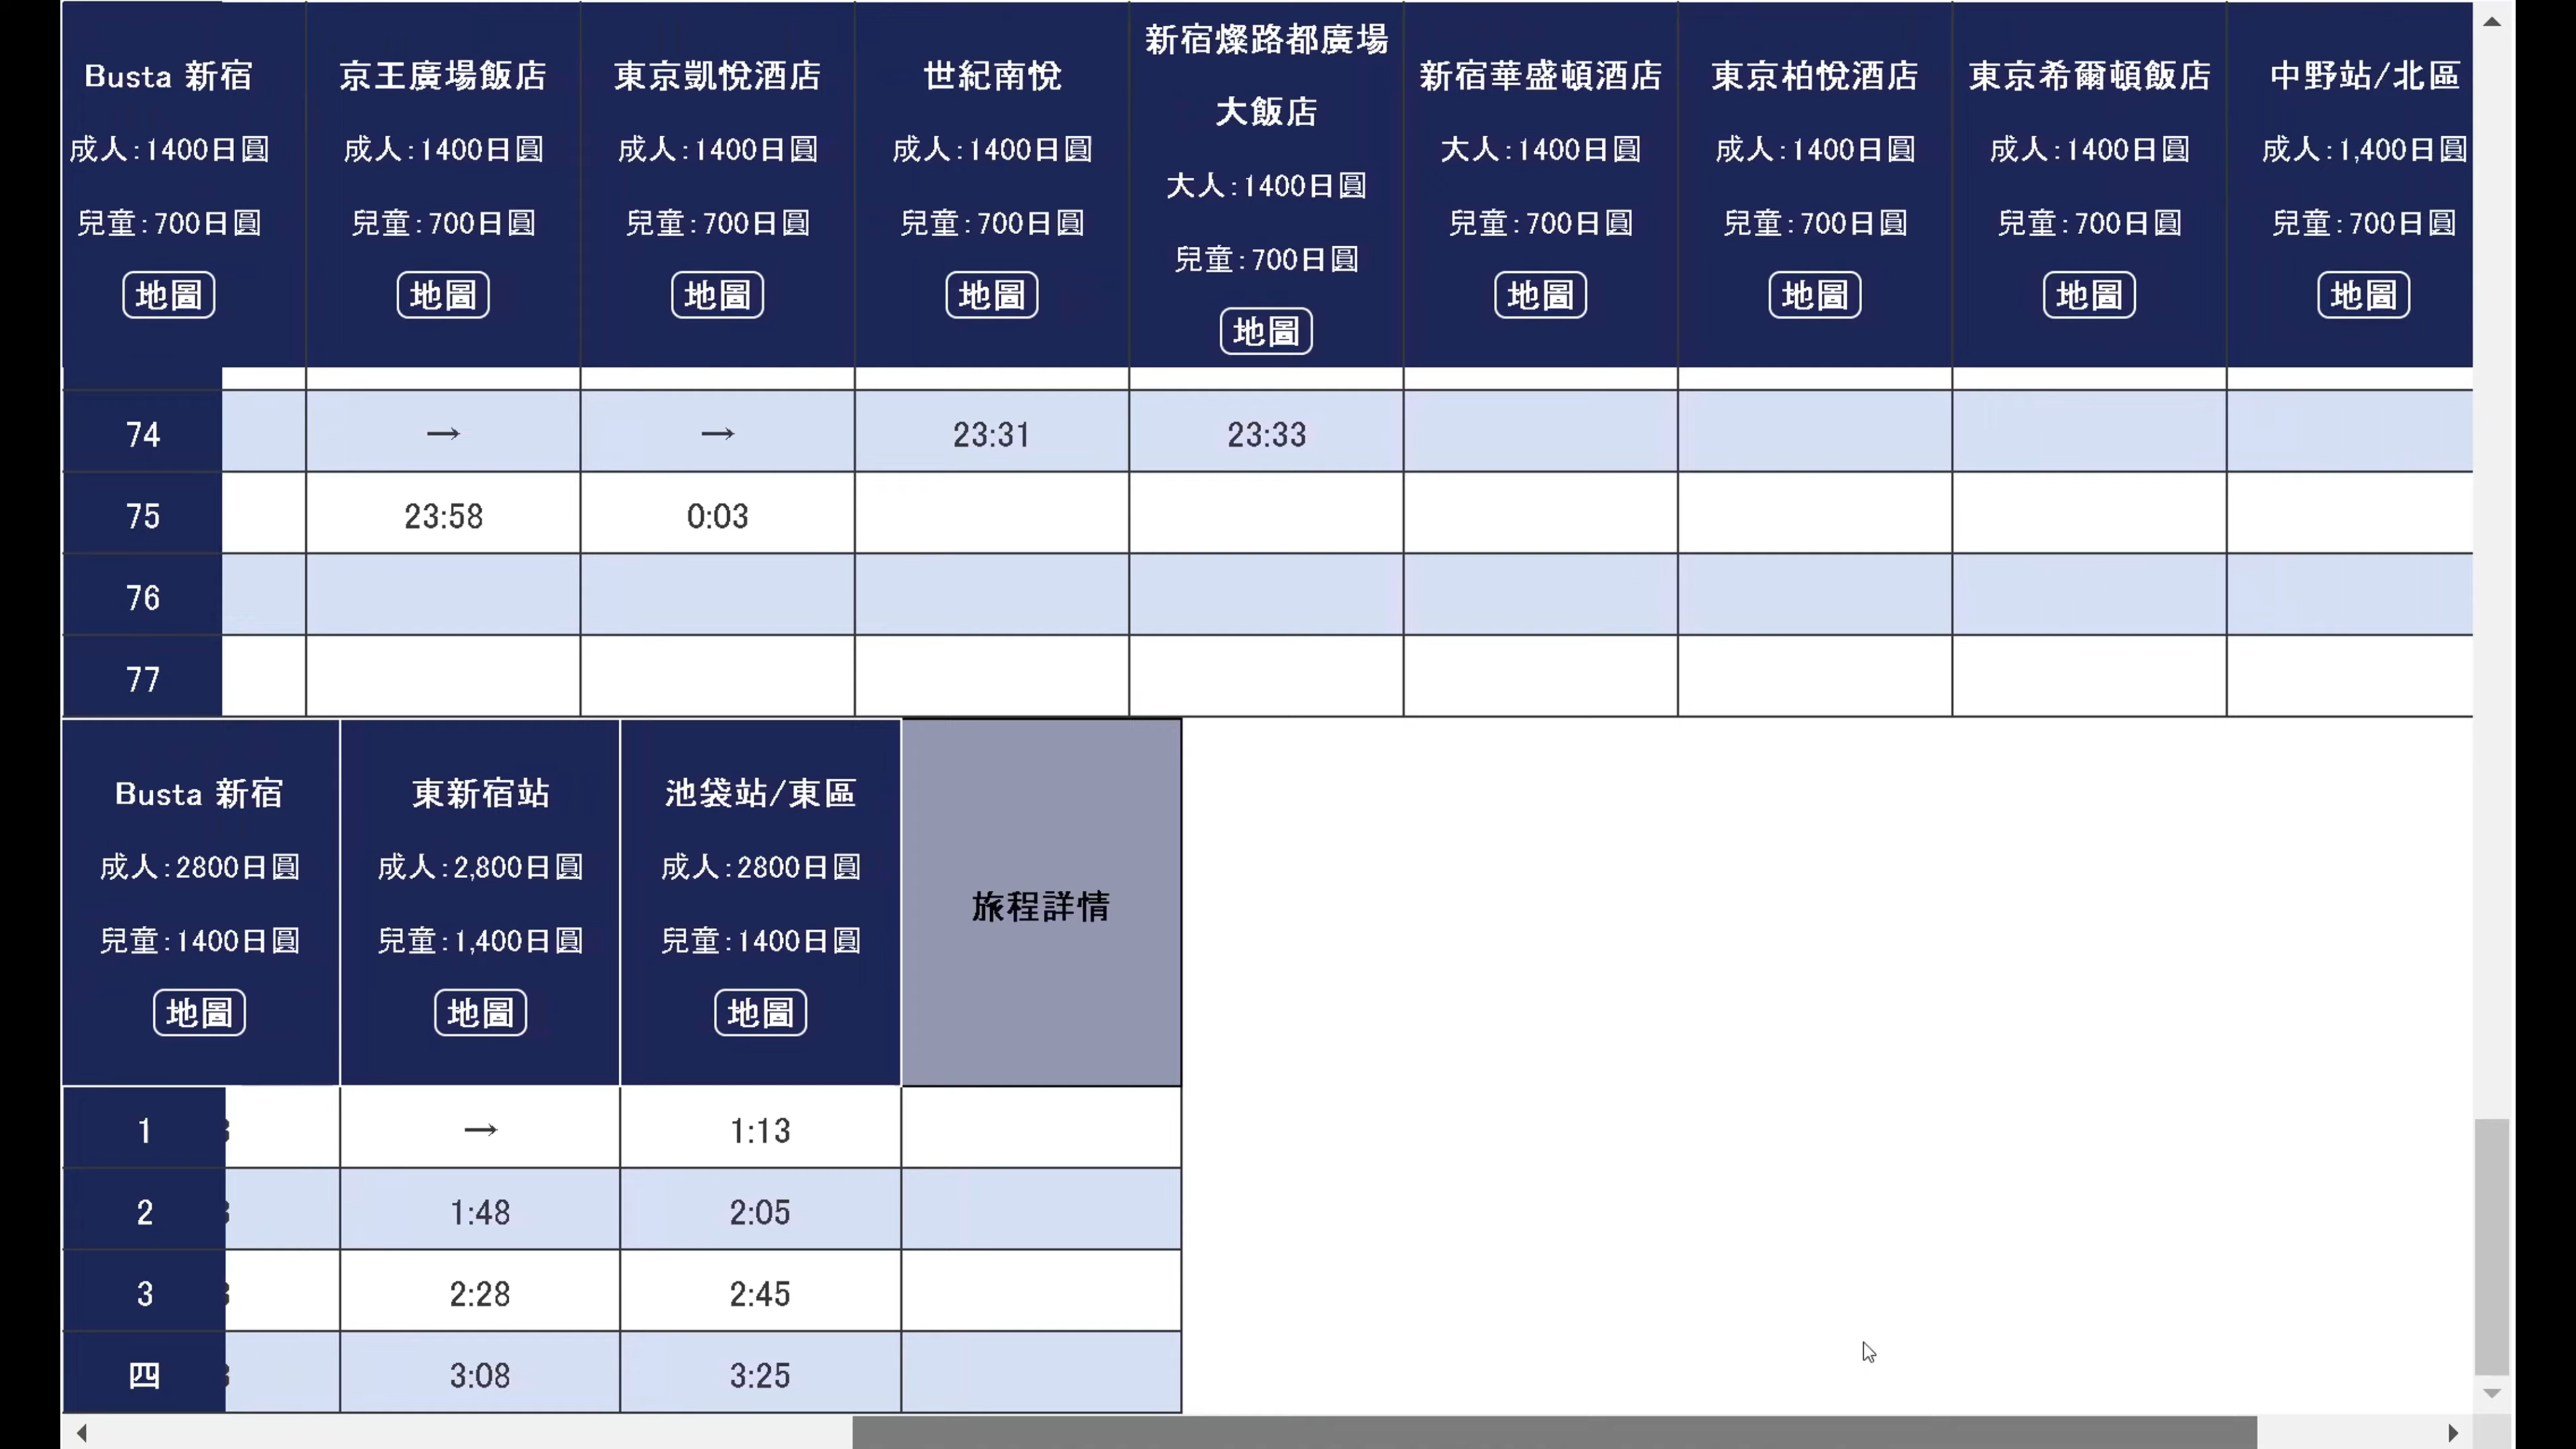 Busta 新宿
成人:1400日圓
兒童:700日圓
地圖
京王廣場飯店
成人:1400日圓
兒童:700日圓
地圖
東京凱悅酒店
成人:1400日圓
兒童:700日圓
地圖
世紀南悅
成人:1400日圓
兒童:700日圓
地圖
新宿燦路都廣場
大飯店
大人:1400日圓
兒童:700日圓
地圖
新宿華盛頓酒店
大人:1400日圓
兒童:700日圓
地圖
東京柏悅酒店
成人:1400日圓
兒童:700日圓
地圖
東京希爾頓飯店
成人:1400日圓
兒童:700日圓
地圖
中野站/北區
成人:1,400日圓
兒童:700日圓
地圖
74 → → 23:31 23:33
75 23:58 0:03
76
77
Busta 新宿
成人:2800日圓
兒童:1400日圓
地圖
東新宿站
成人:2,800日圓
兒童:1,400日圓
地圖
池袋站/東區
成人:2800日圓
兒童:1400日圓
地圖
旅程詳情
1 → 1:13
2 1:48 2:05
3 2:28 2:45
四 3:08 3:25